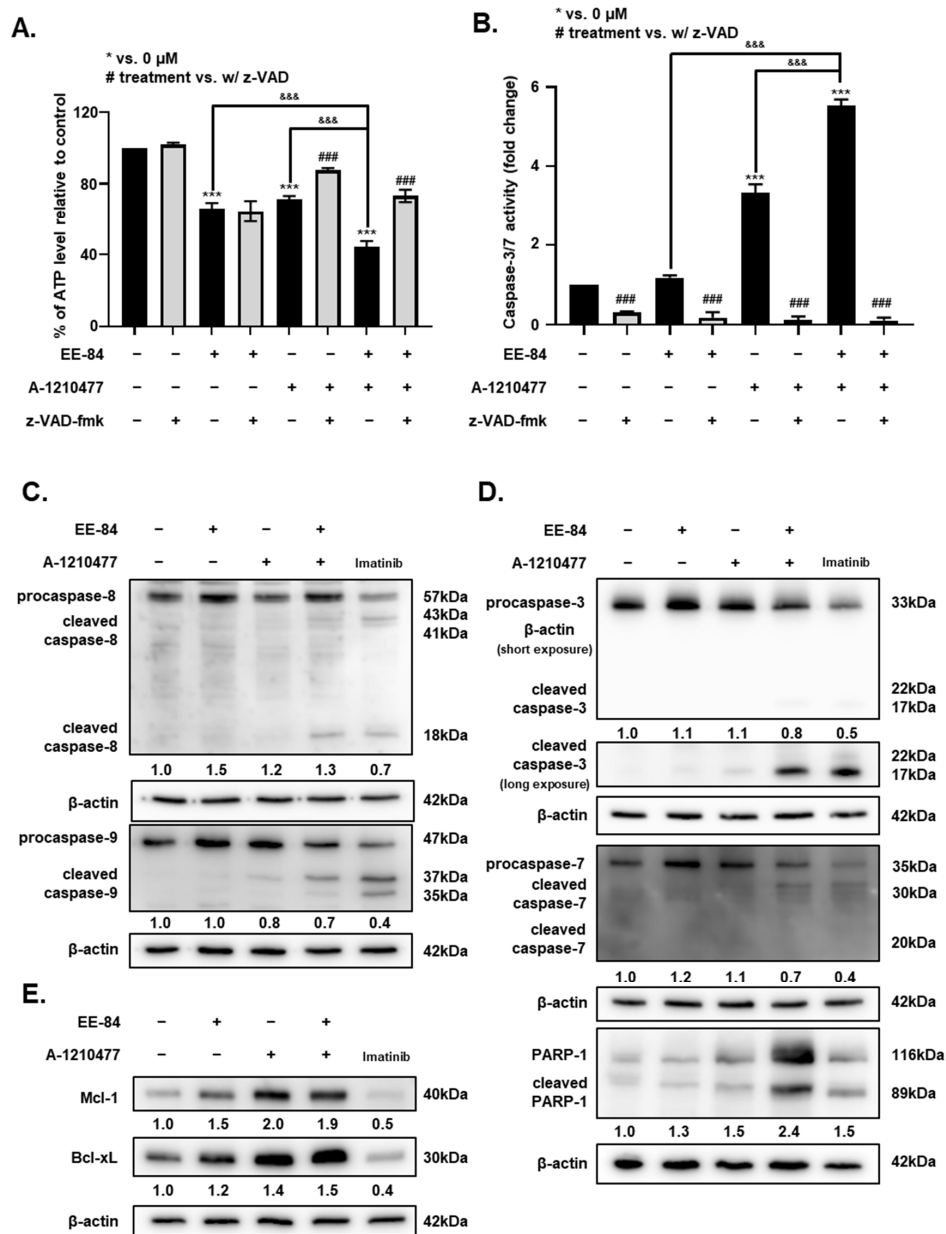 A.
* vs. 0 μM
# treatment vs. w/ z-VAD
&&&
&&&
% of ATP level relative to control
120
80
40
0
***
***
###
***
###
EE-84 – – + + – – + +
A-1210477 – – – – + + + +
z-VAD-fmk – + – + – + – +
B.
* vs. 0 μM
# treatment vs. w/ z-VAD
&&&
&&&
Caspase-3/7 activity (fold change)
6
4
2
0
###
###
***
###
***
###
EE-84 – – + + – – + +
A-1210477 – – – – + + + +
z-VAD-fmk – + – + – + – +
C.
EE-84 – + – +
A-1210477 – – + + Imatinib
procaspase-8 57kDa
cleaved 43kDa
caspase-8 41kDa
cleaved
caspase-8 18kDa
1.0 1.5 1.2 1.3 0.7
β-actin 42kDa
procaspase-9 47kDa
cleaved 37kDa
caspase-9 35kDa
1.0 1.0 0.8 0.7 0.4
β-actin 42kDa
D.
EE-84 – + – +
A-1210477 – – + + Imatinib
procaspase-3 33kDa
β-actin
(short exposure)
cleaved 22kDa
caspase-3 17kDa
1.0 1.1 1.1 0.8 0.5
cleaved 22kDa
caspase-3 17kDa
(long exposure)
β-actin 42kDa
procaspase-7 35kDa
cleaved 30kDa
caspase-7
cleaved 20kDa
caspase-7
1.0 1.2 1.1 0.7 0.4
β-actin 42kDa
PARP-1 116kDa
cleaved 89kDa
PARP-1
1.0 1.3 1.5 2.4 1.5
β-actin 42kDa
E.
EE-84 – + – +
A-1210477 – – + + Imatinib
Mcl-1 40kDa
1.0 1.5 2.0 1.9 0.5
Bcl-xL 30kDa
1.0 1.2 1.4 1.5 0.4
β-actin 42kDa